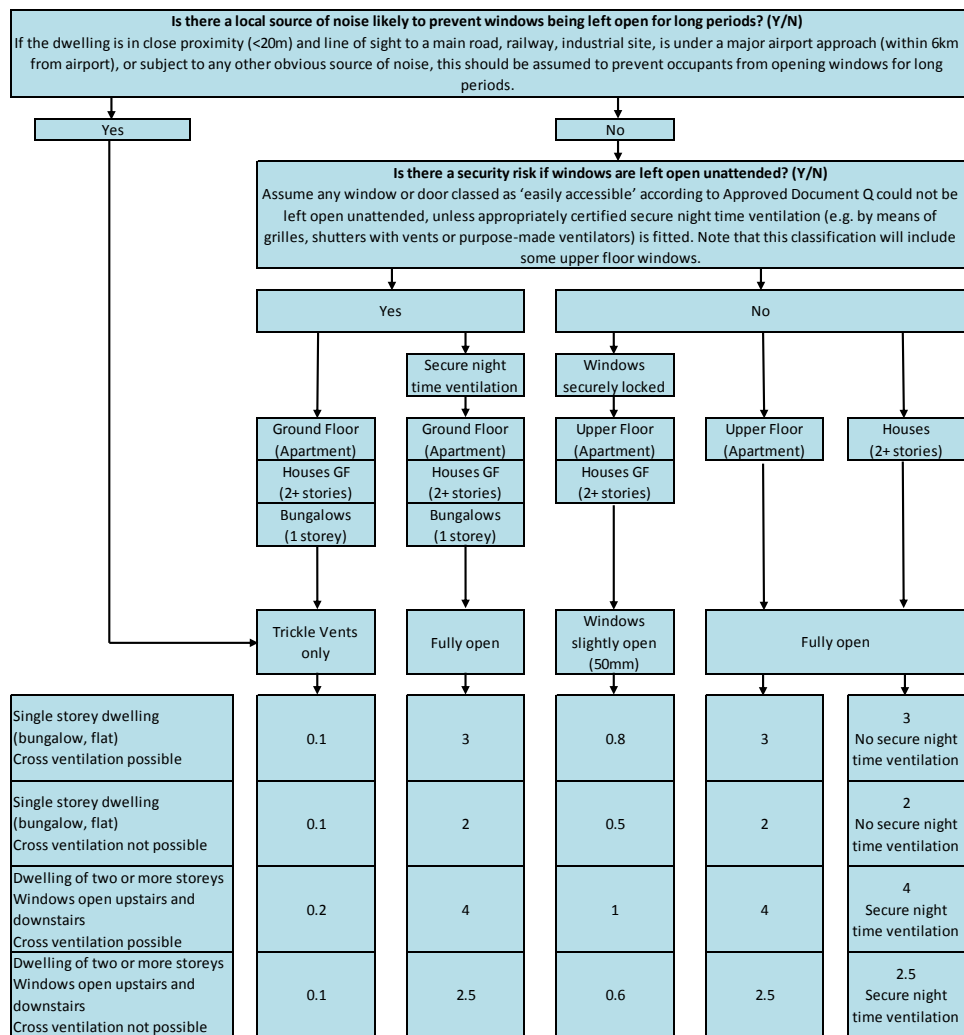 Is there a local source of noise likely to prevent windows being left open for long periods? (Y/N)
If the dwelling is in close proximity (<20m) and line of sight to a main road, railway, industrial site, is under a major airport approach (within 6km
from airport), or subject to any other obvious source of noise, this should be assumed to prevent occupants from opening windows for long
periods.
Yes
No
Is there a security risk if windows are left open unattended? (Y/N)
Assume any window or door classed as 'easily accessible' according to Approved Document Q could not be
left open unattended, unless appropriately certified secure night time ventilation (e.g. by means of
grilles, shutters with vents or purpose-made ventilators) is fitted. Note that this classification will include
some upper floor windows.
Yes
No
Secure night
time ventilation
Windows
securely locked
Ground Floor
(Apartment)
Houses GF
(2+ stories)
Bungalows
(1 storey)
Ground Floor
(Apartment)
Houses GF
(2+ stories)
Bungalows
(1 storey)
Upper Floor
(Apartment)
Houses GF
(2+ stories)
Upper Floor
(Apartment)
Houses
(2+ stories)
Trickle Vents
only
Fully open
Windows
slightly open
(50mm)
Fully open
Single storey dwelling
(bungalow, flat)
Cross ventilation possible
0.1
3
0.8
3
3
No secure night
time ventilation
Single storey dwelling
(bungalow, flat)
Cross ventilation not possible
0.1
2
0.5
2
2
No secure night
time ventilation
Dwelling of two or more storeys
Windows open upstairs and
downstairs
Cross ventilation possible
0.2
4
1
4
4
Secure night
time ventilation
Dwelling of two or more storeys
Windows open upstairs and
downstairs
Cross ventilation not possible
0.1
2.5
0.6
2.5
2.5
Secure night
time ventilation